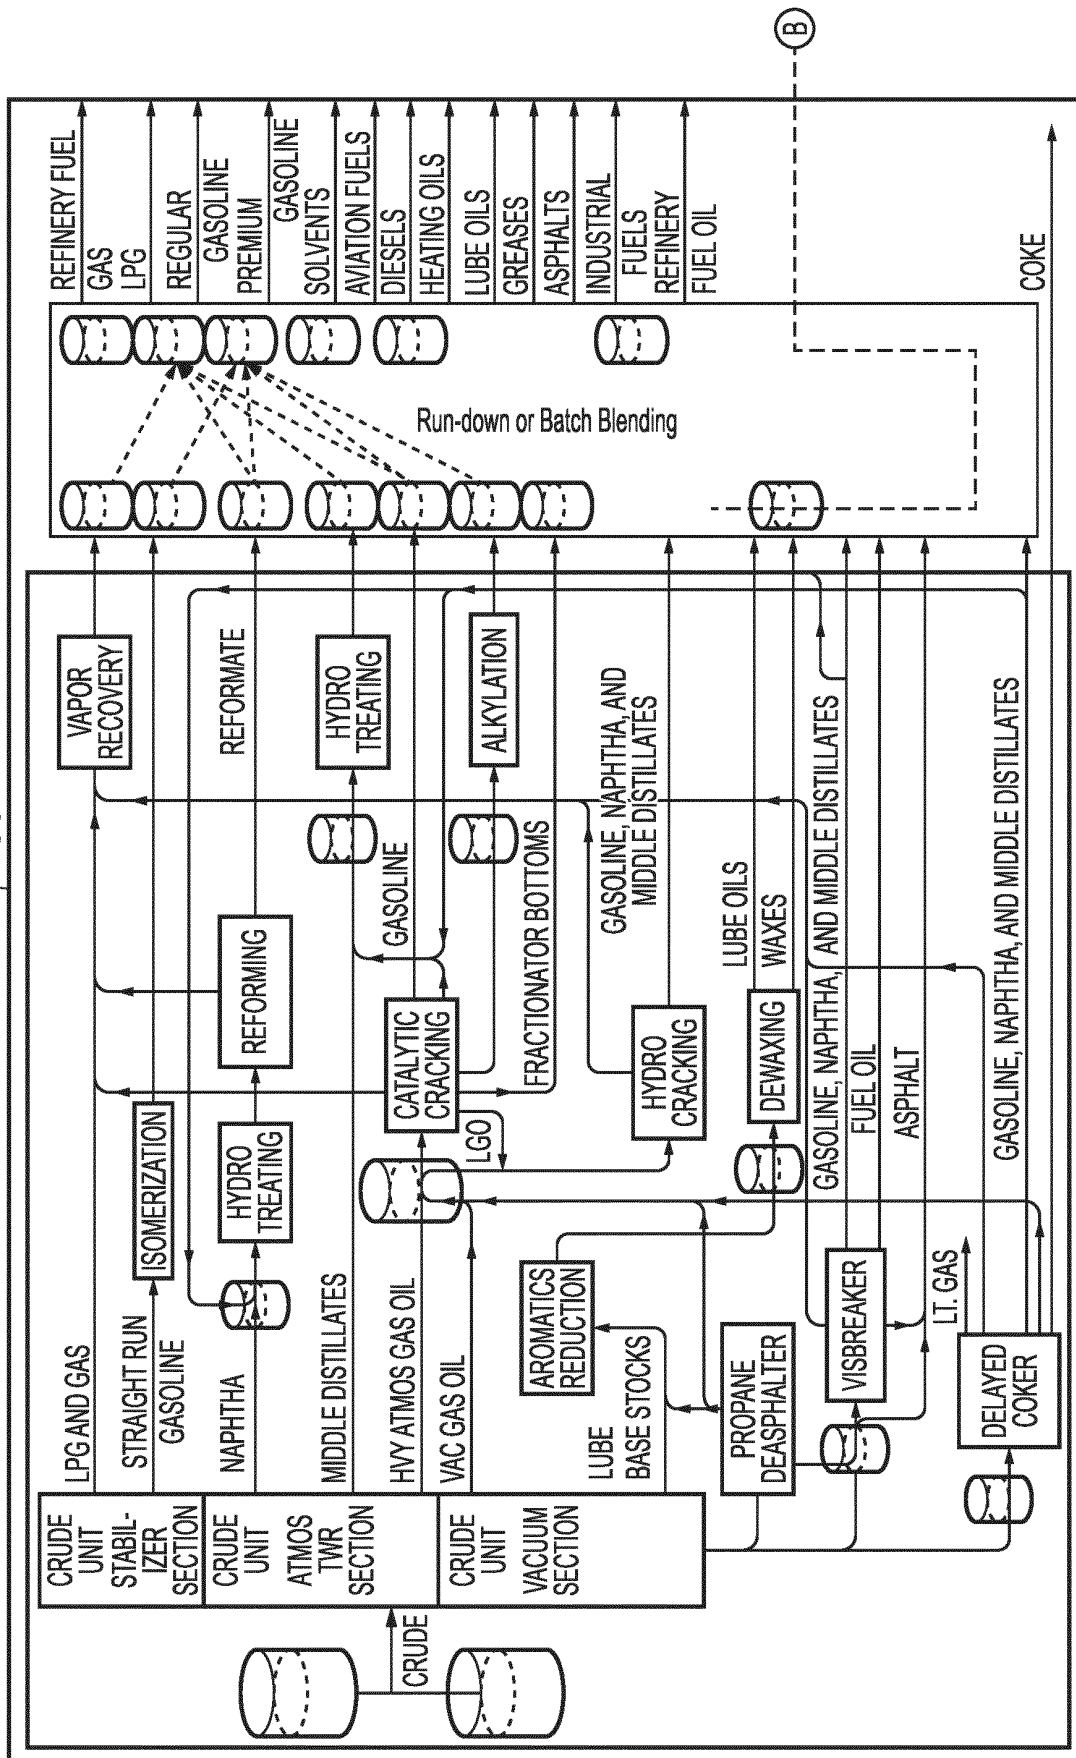 CRUDE
CRUDE
UNIT
STABIL-
IZER
SECTION
CRUDE
UNIT
ATMOS
TWR
SECTION
CRUDE
UNIT
VACUUM
SECTION
LPG AND GAS
STRAIGHT RUN
GASOLINE
NAPHTHA
MIDDLE DISTILLATES
HVY ATMOS GAS OIL
VAC GAS OIL
LUBE
BASE STOCKS
ISOMERIZATION
HYDRO
TREATING
REFORMING
REFORMATE
VAPOR
RECOVERY
HYDRO
TREATING
CATALYTIC
CRACKING
GASOLINE
LGO
FRACTIONATOR BOTTOMS
ALKYLATION
HYDRO
CRACKING
GASOLINE, NAPHTHA, AND
MIDDLE DISTILLATES
AROMATICS
REDUCTION
DEWAXING
LUBE OILS
WAXES
PROPANE
DEASPHALTER
VISBREAKER
GASOLINE, NAPHTHA, AND MIDDLE DISTILLATES
FUEL OIL
ASPHALT
DELAYED
COKER
LT. GAS
GASOLINE, NAPHTHA, AND MIDDLE DISTILLATES
COKE
Run-down or Batch Blending
REFINERY FUEL
GAS
LPG
REGULAR
GASOLINE
PREMIUM
GASOLINE
SOLVENTS
AVIATION FUELS
DIESELS
HEATING OILS
LUBE OILS
GREASES
ASPHALTS
INDUSTRIAL
FUELS
REFINERY
FUEL OIL
B